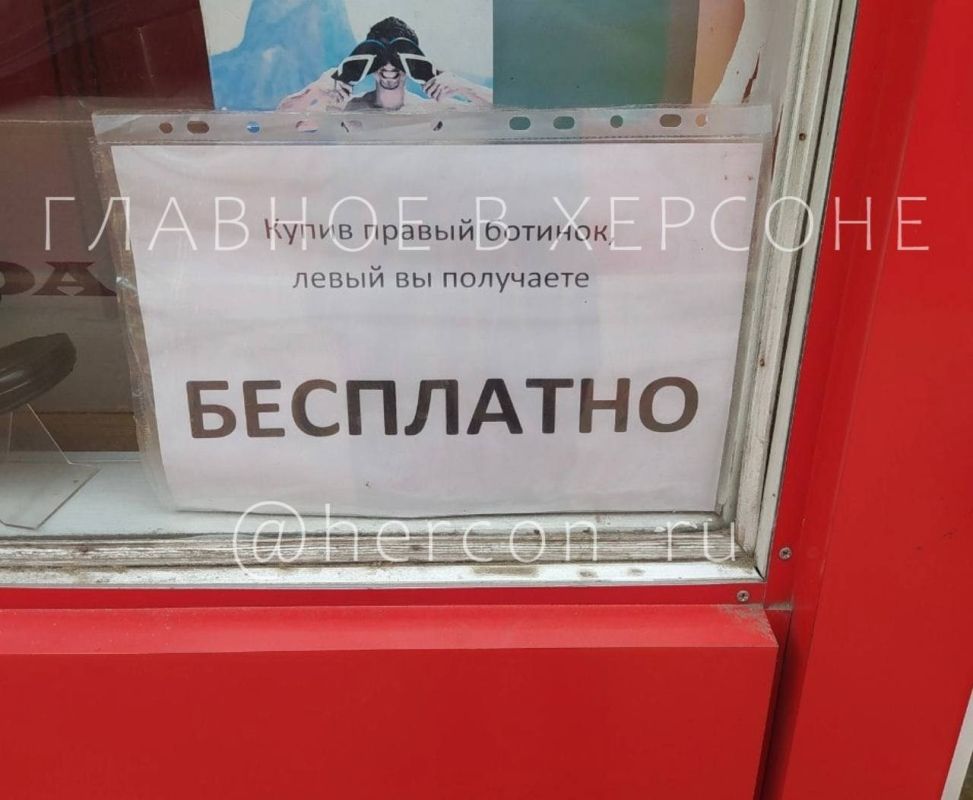 ГЛАВНОЕ В ХЕРСОНЕ
Купив правый ботинок,
левый вы получаете
БЕСПЛАТНО
@hercon_ru